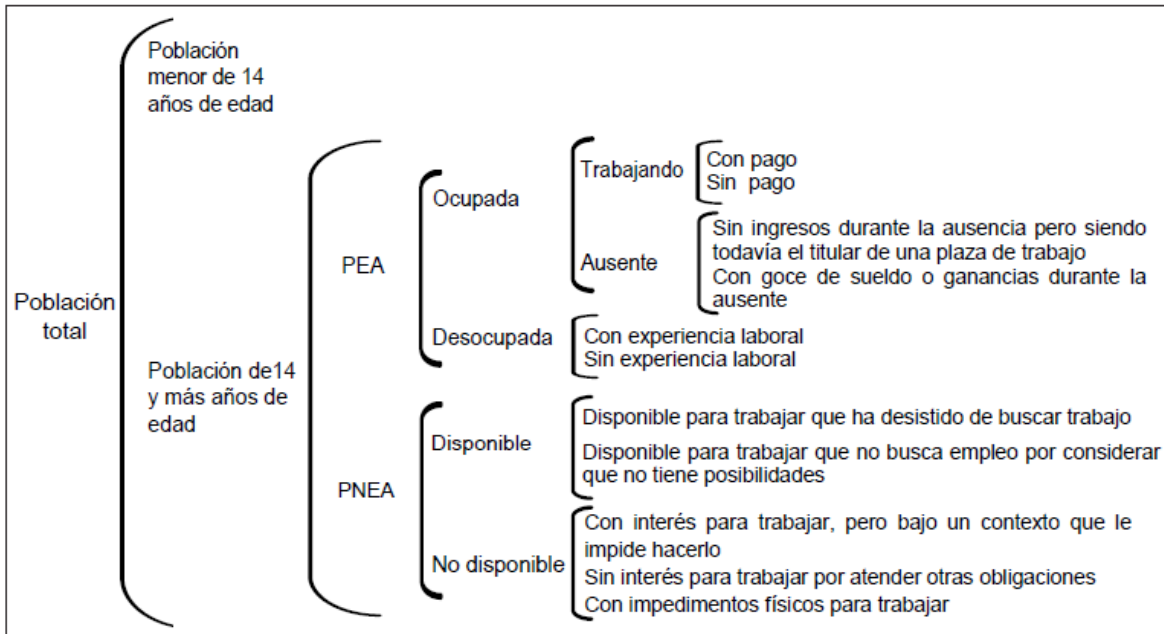 Población total
Población
menor de 14
años de edad
Población de14
y más años de
edad
PEA
Ocupada
Trabajando
Con pago
Sin pago
Ausente
Sin ingresos durante la ausencia pero siendo
todavía el titular de una plaza de trabajo
Con goce de sueldo o ganancias durante la
ausente
Desocupada
Con experiencia laboral
Sin experiencia laboral
PNEA
Disponible
Disponible para trabajar que ha desistido de buscar trabajo
Disponible para trabajar que no busca empleo por considerar
que no tiene posibilidades
No disponible
Con interés para trabajar, pero bajo un contexto que le
impide hacerlo
Sin interés para trabajar por atender otras obligaciones
Con impedimentos físicos para trabajar